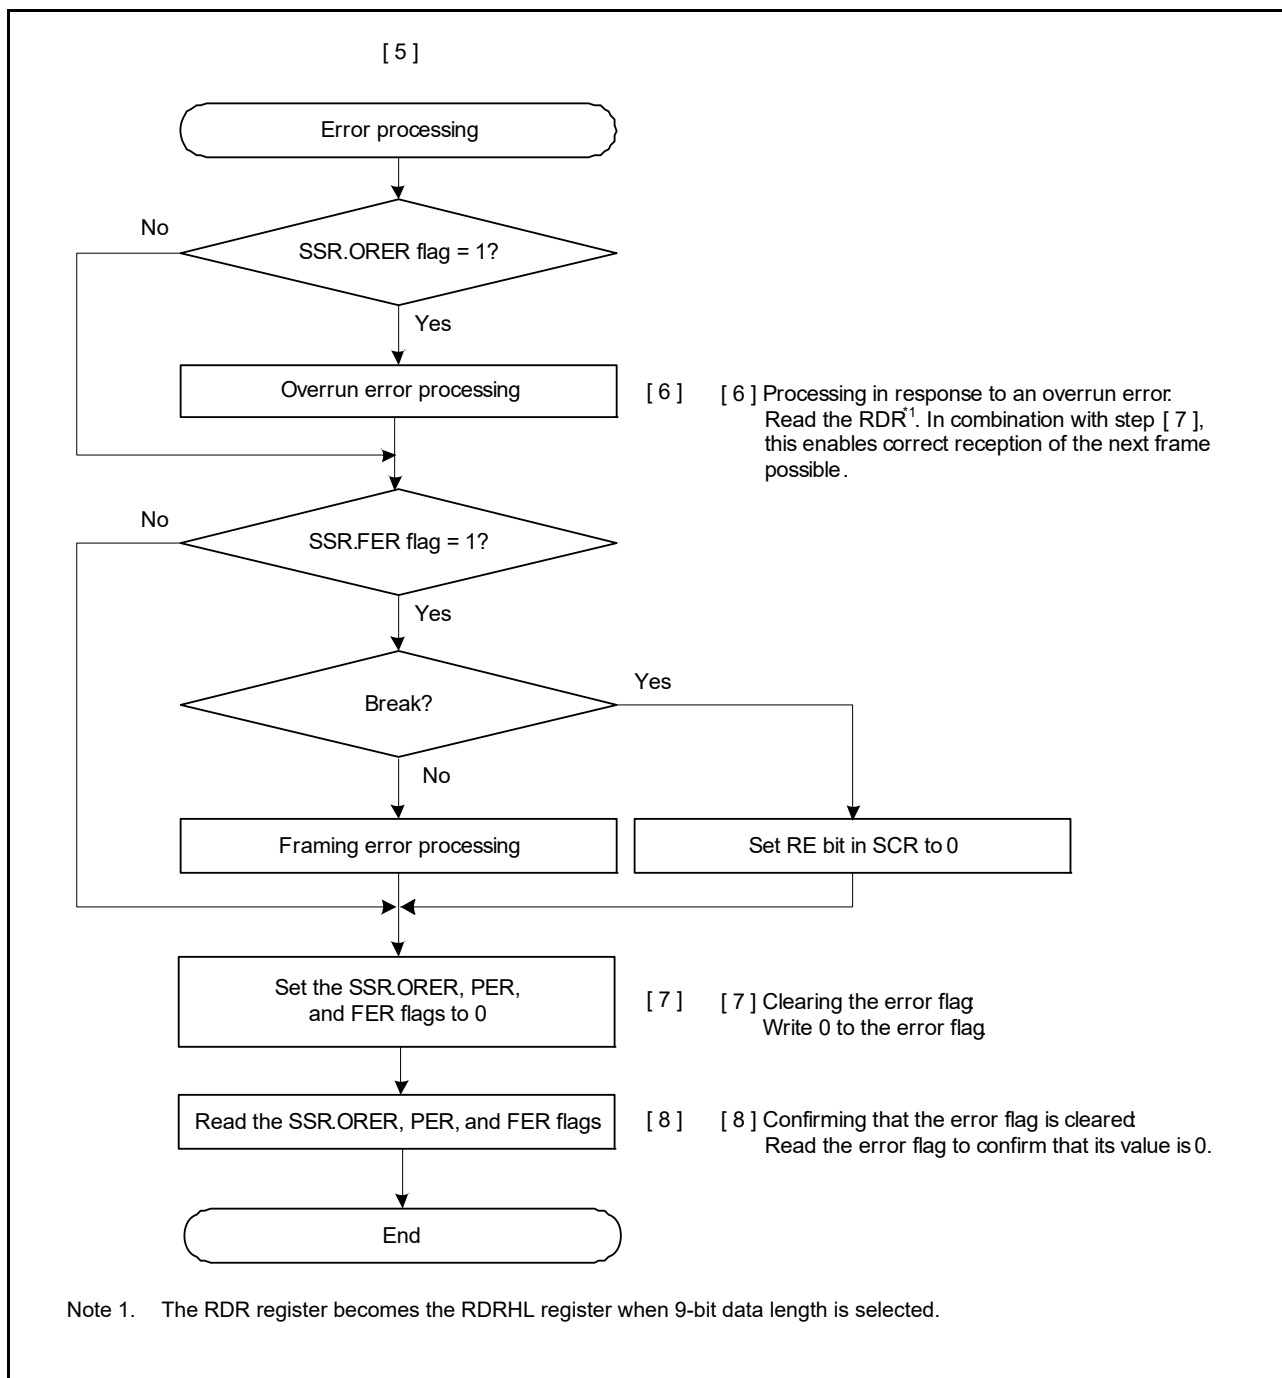 [ 5 ]
Error processing
No
SSR.ORER flag = 1?
Yes
Overrun error processing
[ 6 ]
[ 6 ] Processing in response to an overrun error:
Read the RDR*1. In combination with step [ 7 ],
this enables correct reception of the next frame
possible.
No
SSR.FER flag = 1?
Yes
Break?
Yes
No
Framing error processing
Set RE bit in SCR to 0
Set the SSR.ORER, PER,
and FER flags to 0
[ 7 ]
[ 7 ] Clearing the error flag:
Write 0 to the error flag.
Read the SSR.ORER, PER, and FER flags
[ 8 ]
[ 8 ] Confirming that the error flag is cleared:
Read the error flag to confirm that its value is 0.
End
Note 1. The RDR register becomes the RDRHL register when 9-bit data length is selected.